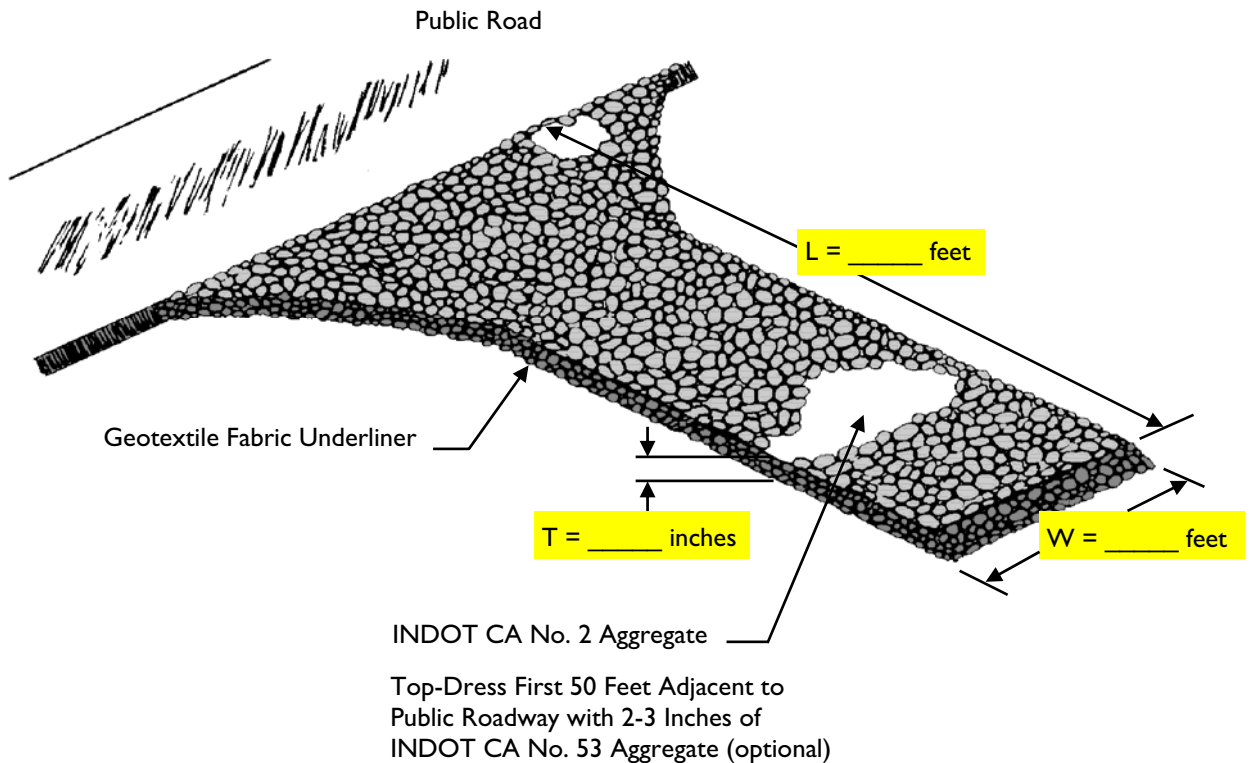 Public Road
L = _____ feet
Geotextile Fabric Underliner
T = _____ inches
W = _____ feet
INDOT CA No. 2 Aggregate
Top-Dress First 50 Feet Adjacent to
Public Roadway with 2-3 Inches of
INDOT CA No. 53 Aggregate (optional)